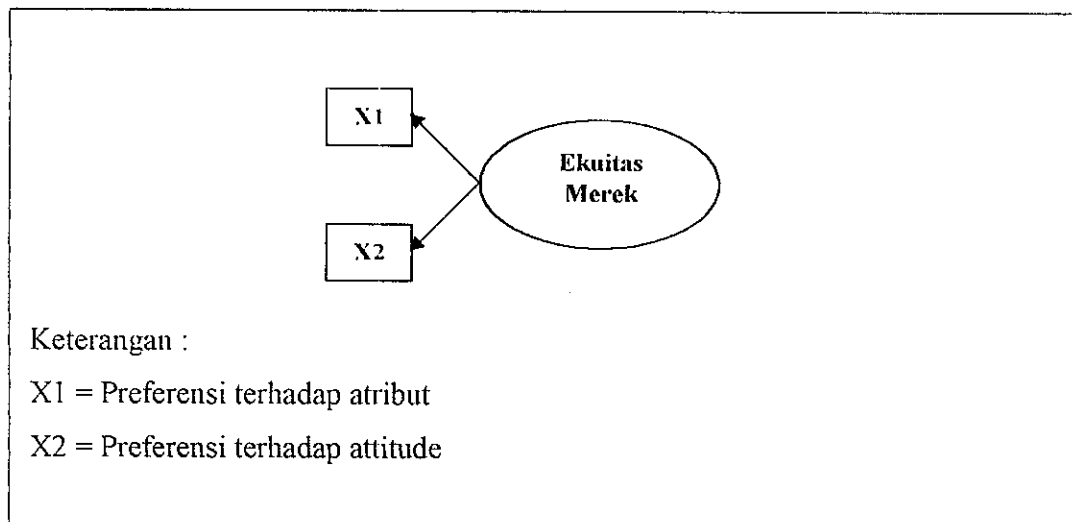 X1
Ekuitas
Merek
X2
Keterangan :
X1 = Preferensi terhadap atribut
X2 = Preferensi terhadap attitude